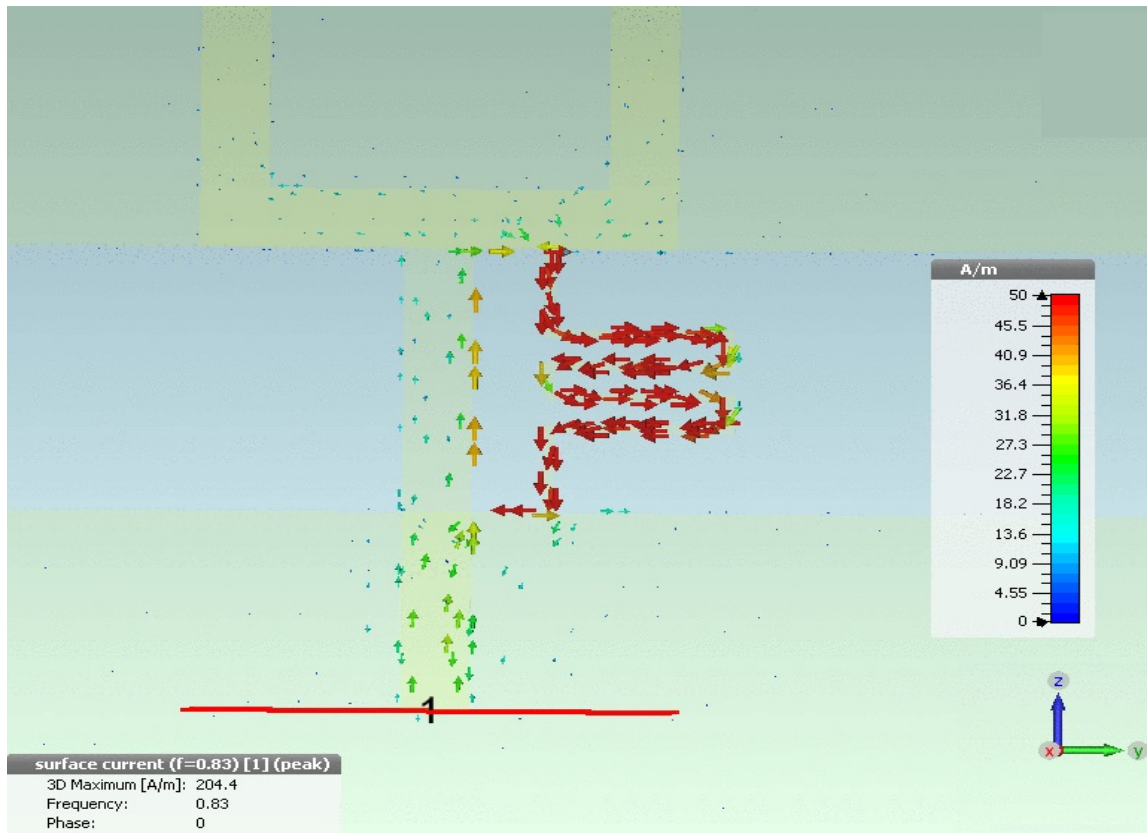 A/m
50
45.5
40.9
36.4
31.8
27.3
22.7
18.2
13.6
9.09
4.55
0
1
z
x
y
surface current (f=0.83) [1] (peak)
3D Maximum [A/m]: 204.4
Frequency: 0.83
Phase: 0